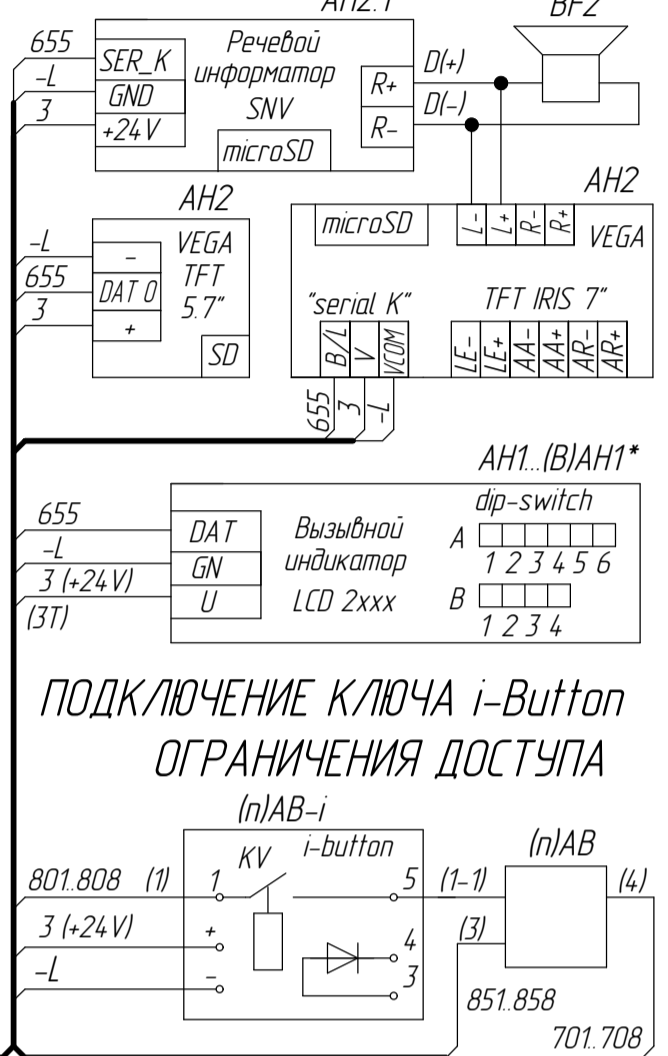 AH2.1
BF2
655
SER_K
Речевой
информатор
SNV
-L
GND
3
+24V
microSD
R+
R-
D(+)
D(-)
AH2
-L
-
VEGA
TFT
5.7"
655
DAT 0
3
+
SD
AH2
microSD
L-
L+
R-
R+
VEGA
"serial K"
TFT IRIS 7"
B/L
V
VCOM
LE-
LE+
AA-
AA+
AR-
AR+
655
3
-L
AH1...(B)AH1*
655
DAT
Вызывной
индикатор
LCD 2xxx
-L
GN
3 (+24V)
U
(3T)
dip-switch
A
1 2 3 4 5 6
B
1 2 3 4
ПОДКЛЮЧЕНИЕ КЛЮЧА i-Button
ОГРАНИЧЕНИЯ ДОСТУПА
(n)AB-i
KV
i-button
(n)AB
801..808 (1)
1
5
(1-1)
(4)
3 (+24V)
+
4
(3)
-L
-
3
851..858
701..708